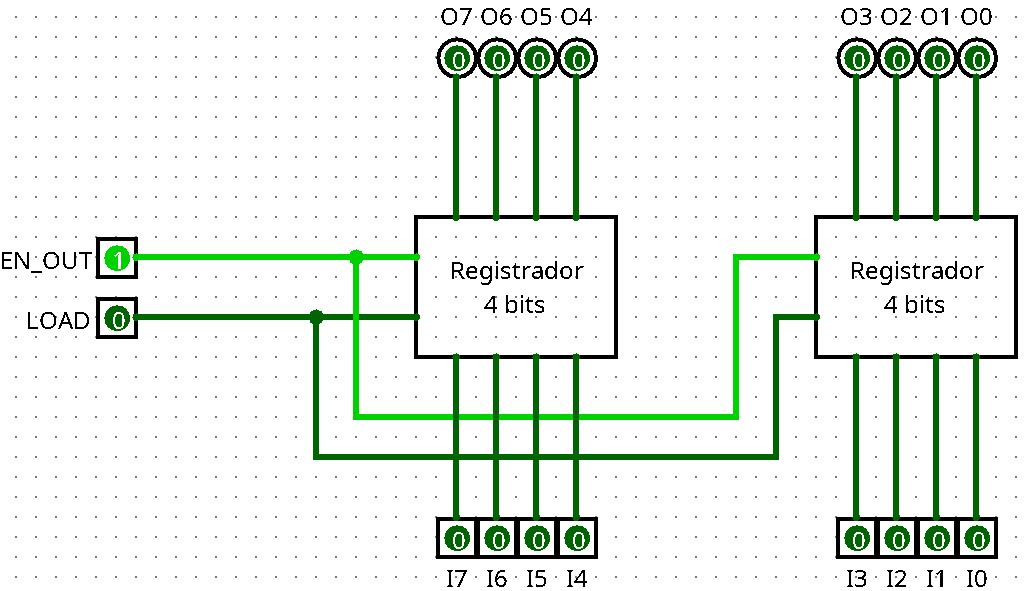 O7 O6 O5 O4 O3 O2 O1 O0
0 0 0 0 0 0 0 0
EN_OUT 1
Registrador Registrador
4 bits 4 bits
LOAD 0
0 0 0 0 0 0 0 0
I7 I6 I5 I4 I3 I2 I1 I0